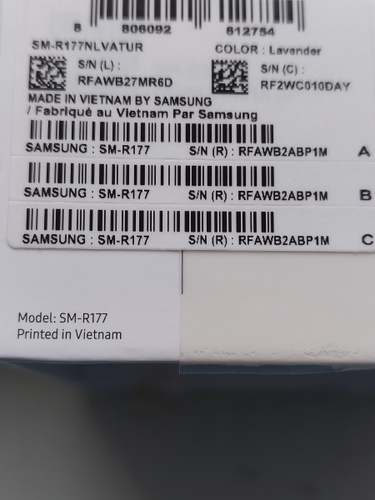 8 806092 812754
SM-R177NLVATUR COLOR : Lavender
S/N (L) : S/N (C) :
RFAWB27MR6D RF2WC010DAY
MADE IN VIETNAM BY SAMSUNG
/ Fabriqué au Vietnam Par Samsung
SAMSUNG : SM-R177 S/N (R) : RFAWB2ABP1M A
SAMSUNG : SM-R177 S/N (R) : RFAWB2ABP1M B
SAMSUNG : SM-R177 S/N (R) : RFAWB2ABP1M C
Model: SM-R177
Printed in Vietnam